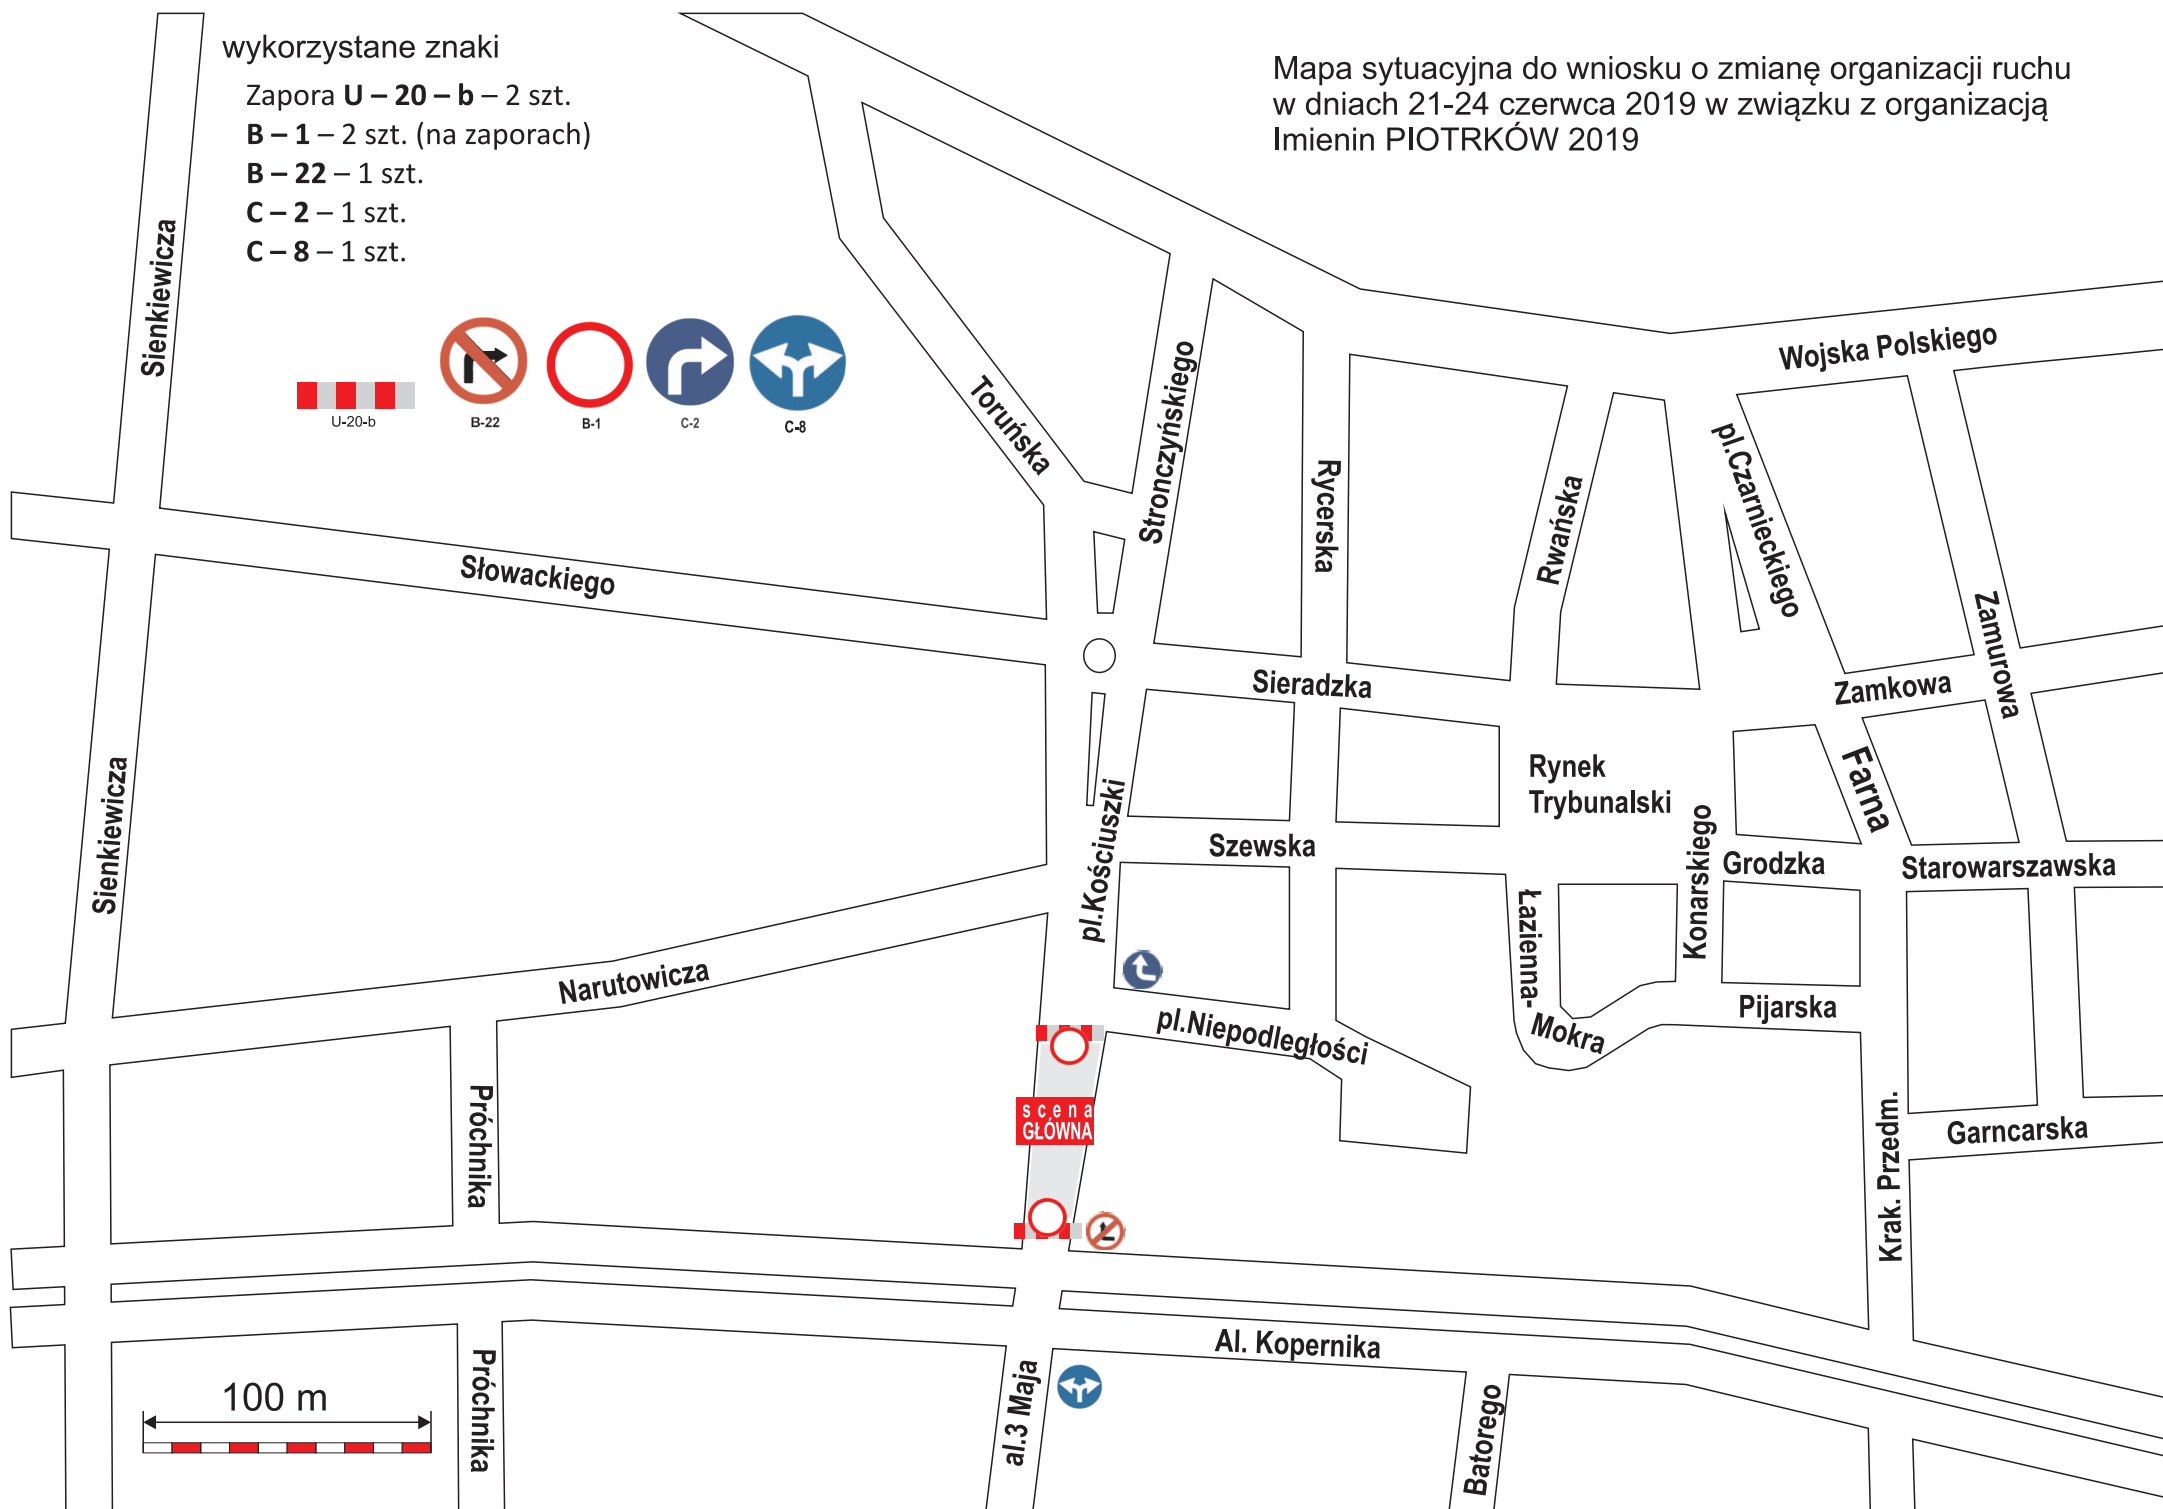 wykorzystane znaki
Zapora U – 20 – b – 2 szt.
B – 1 – 2 szt. (na zaporach)
B – 22 – 1 szt.
C – 2 – 1 szt.
C – 8 – 1 szt.
U-20-b
B-22
B-1
C-2
C-8
Mapa sytuacyjna do wniosku o zmianę organizacji ruchu
w dniach 21-24 czerwca 2019 w związku z organizacją
Imienin PIOTRKÓW 2019
Sienkiewicza
Toruńska
Stronczyńskiego
Rycerska
Rwańska
Wojska Polskiego
pl.Czarnieckiego
Zamurowa
Słowackiego
Sieradzka
Zamkowa
Sienkiewicza
pl.Kościuszki
Szewska
Rynek
Trybunalski
Konarskiego
Farna
Grodzka
Starowarszawska
Narutowicza
pl.Niepodległości
Łazienna-
Mokra
Pijarska
Próchnika
scena
GŁÓWNA
Krak. Przedm.
Garncarska
Al. Kopernika
Próchnika
al.3 Maja
Batorego
100 m